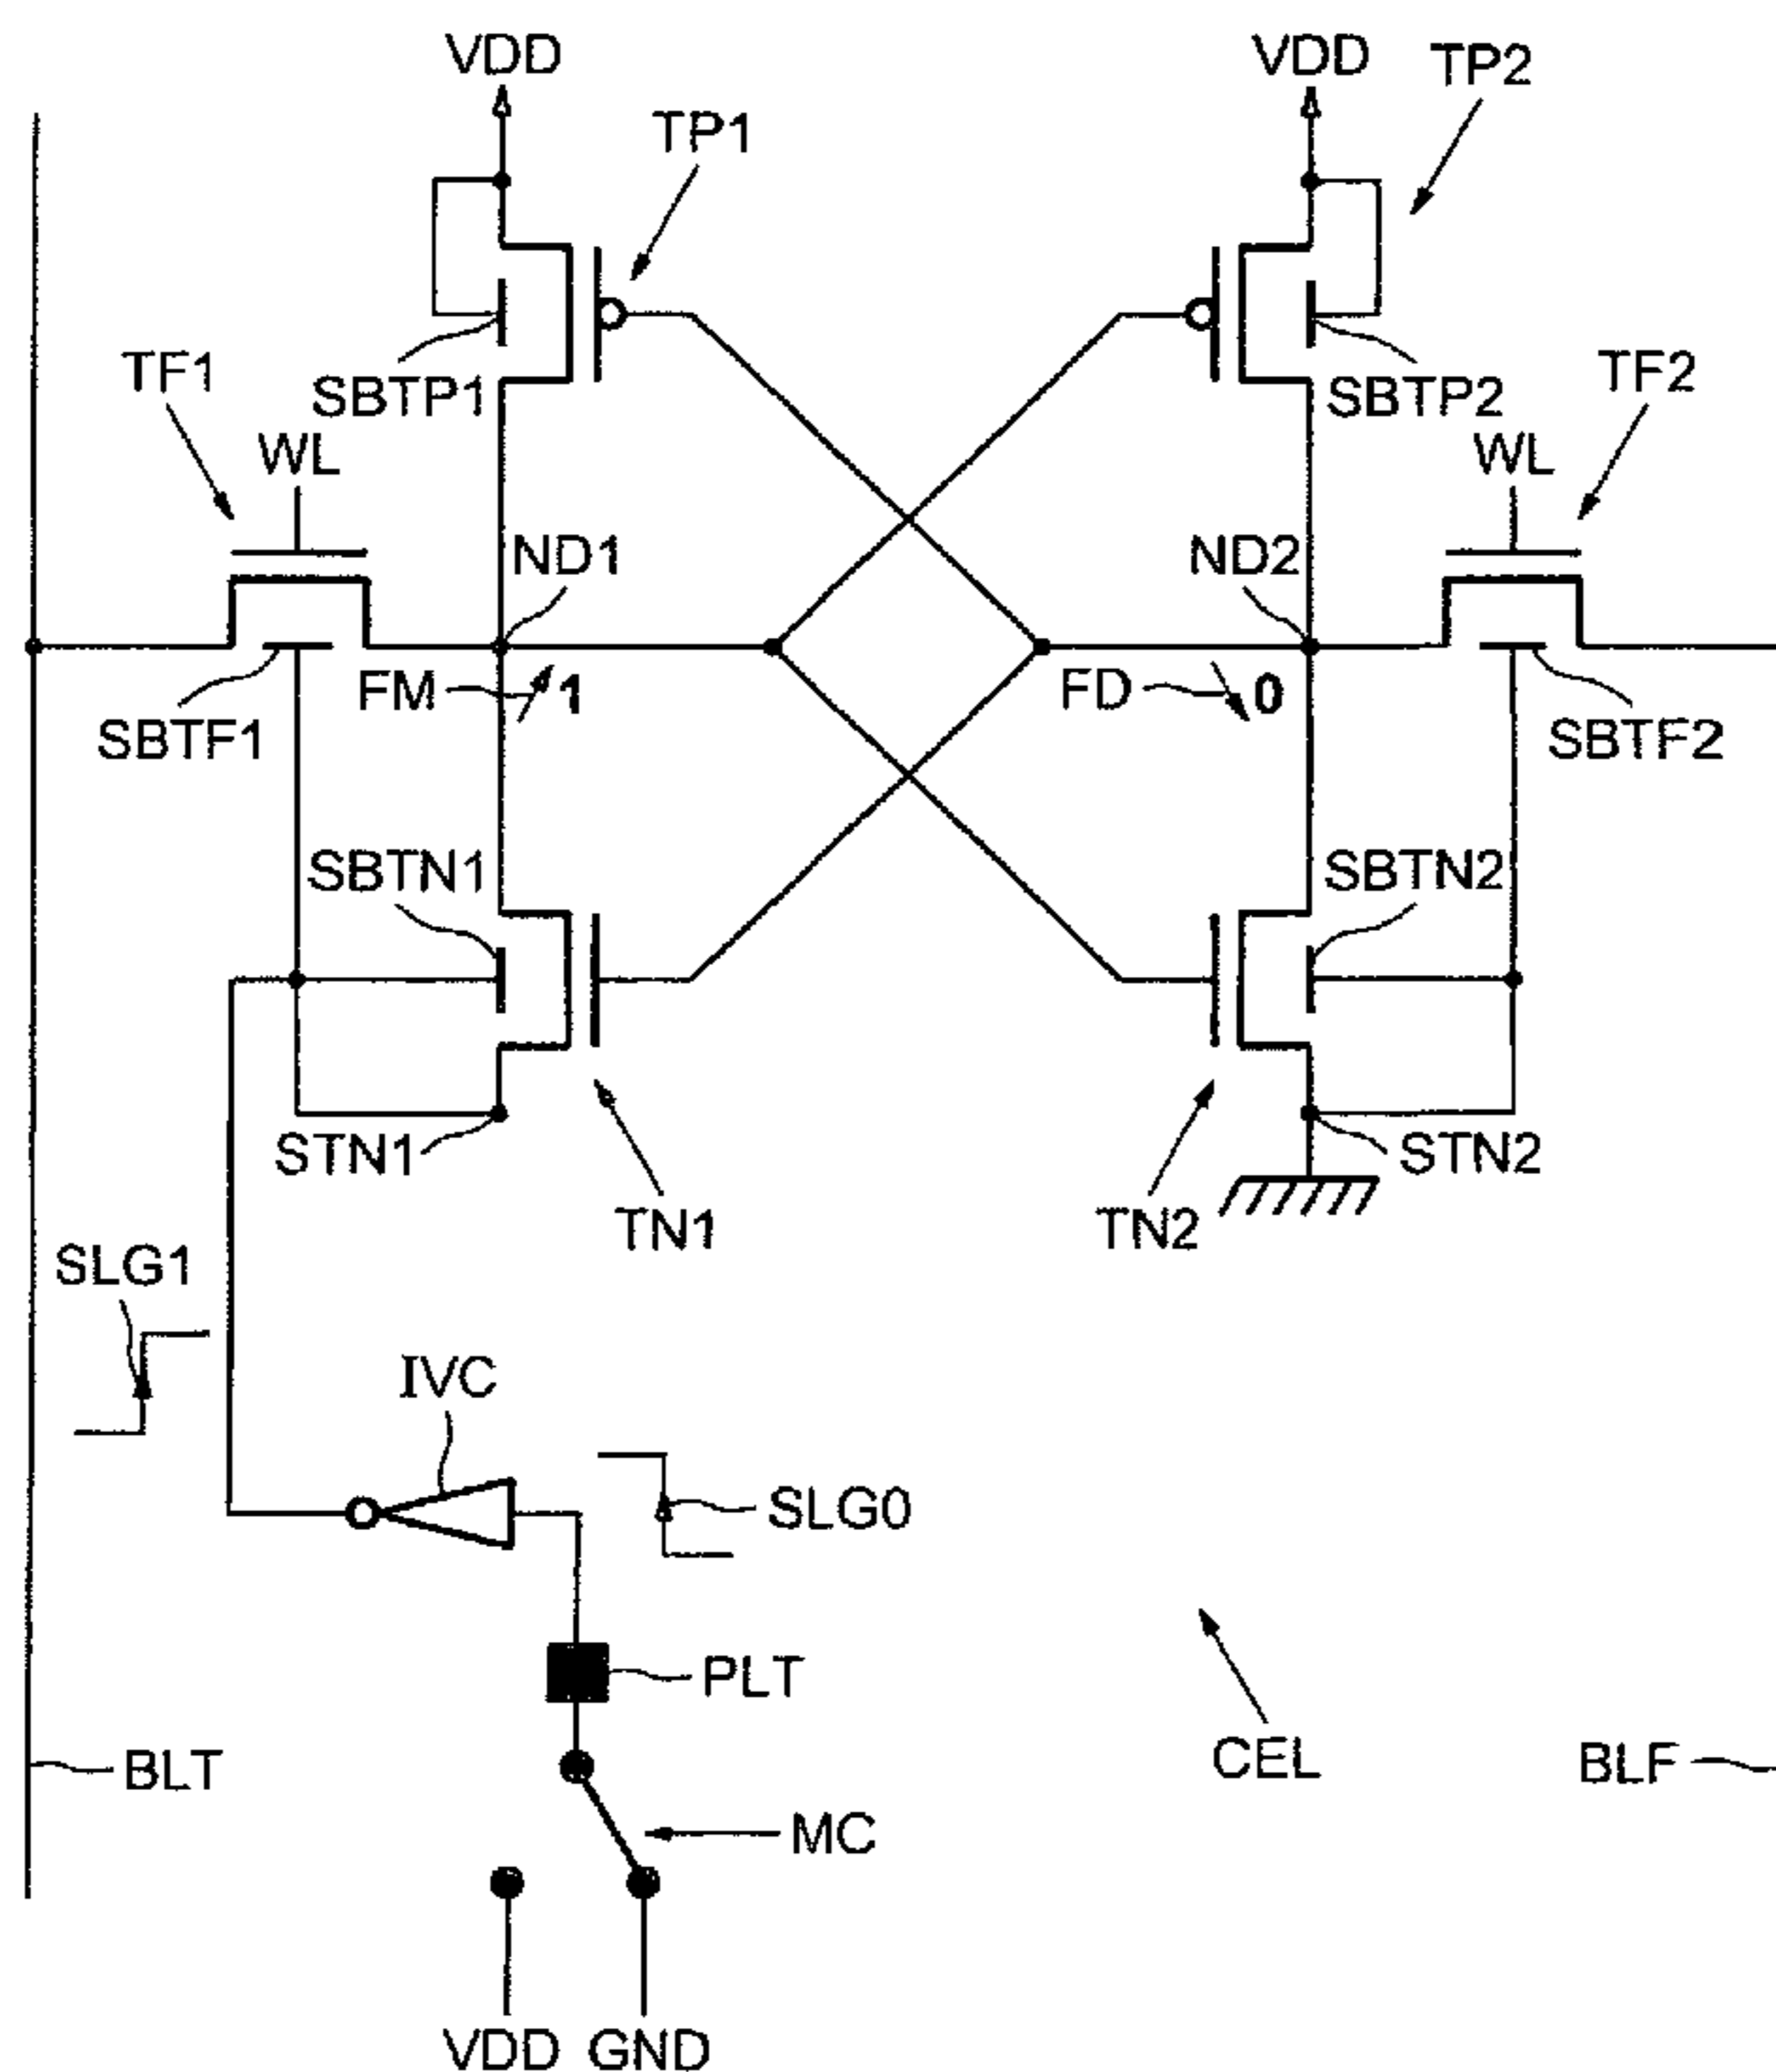 VDD
VDD
TP2
TP1
TF1
SBTP1
SBTP2
TF2
WL
WL
ND1
ND2
FM
1
FD
0
SBTF1
SBTF2
SBTN1
SBTN2
STN1
STN2
TN1
TN2
SLG1
IVC
SLG0
PLT
BLT
CEL
BLF
MC
VDD
GND